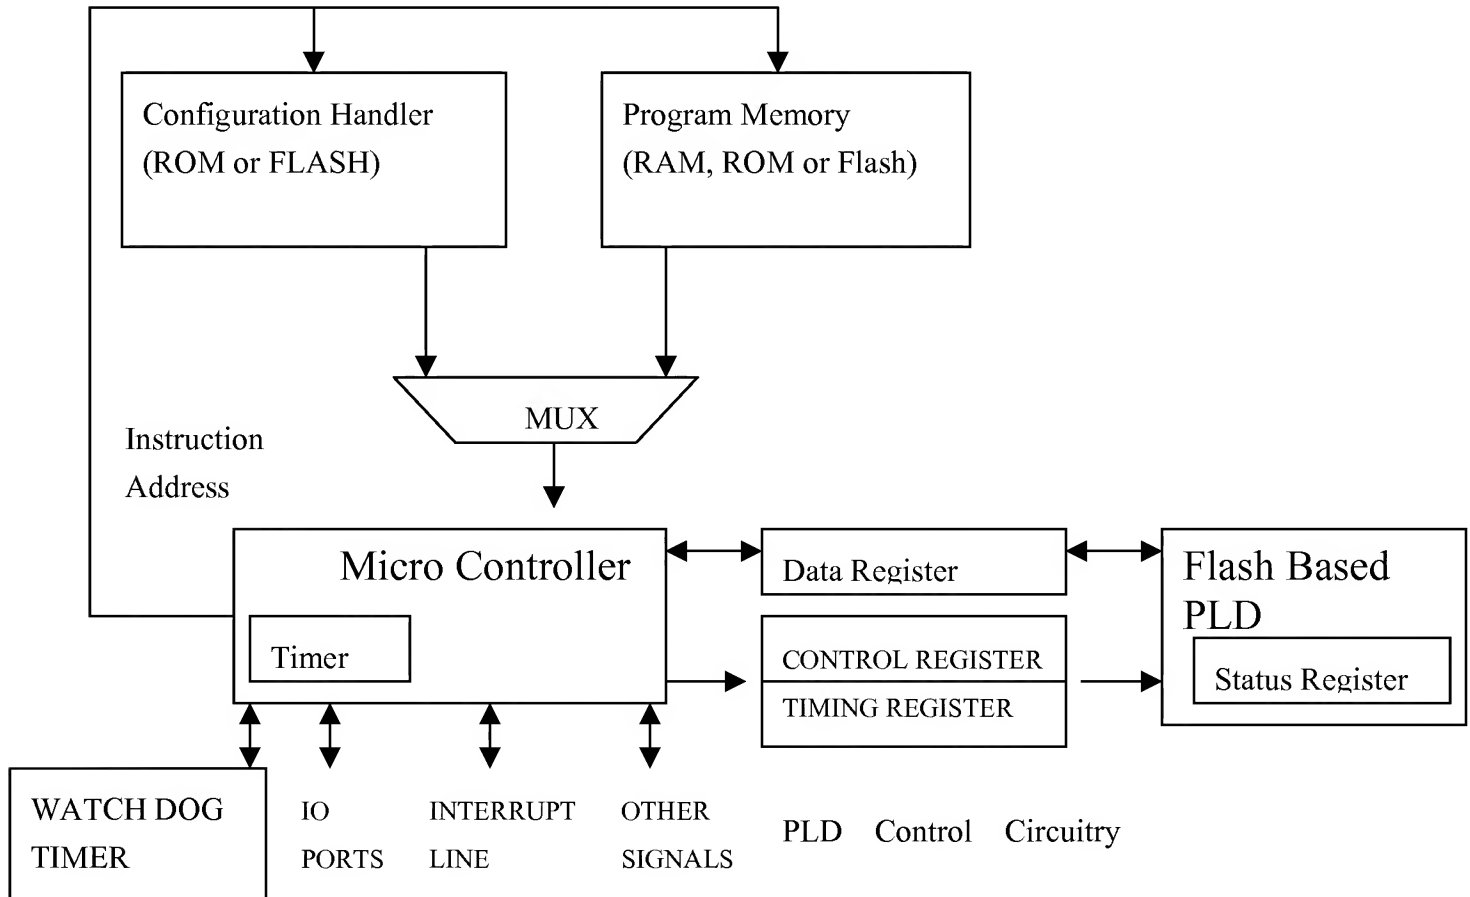 Configuration Handler
(ROM or FLASH)
Program Memory
(RAM, ROM or Flash)
MUX
Instruction
Address
Micro Controller
Timer
Data Register
CONTROL REGISTER
TIMING REGISTER
Flash Based
PLD
Status Register
WATCH DOG
TIMER
IO
PORTS
INTERRUPT
LINE
OTHER
SIGNALS
PLD Control Circuitry